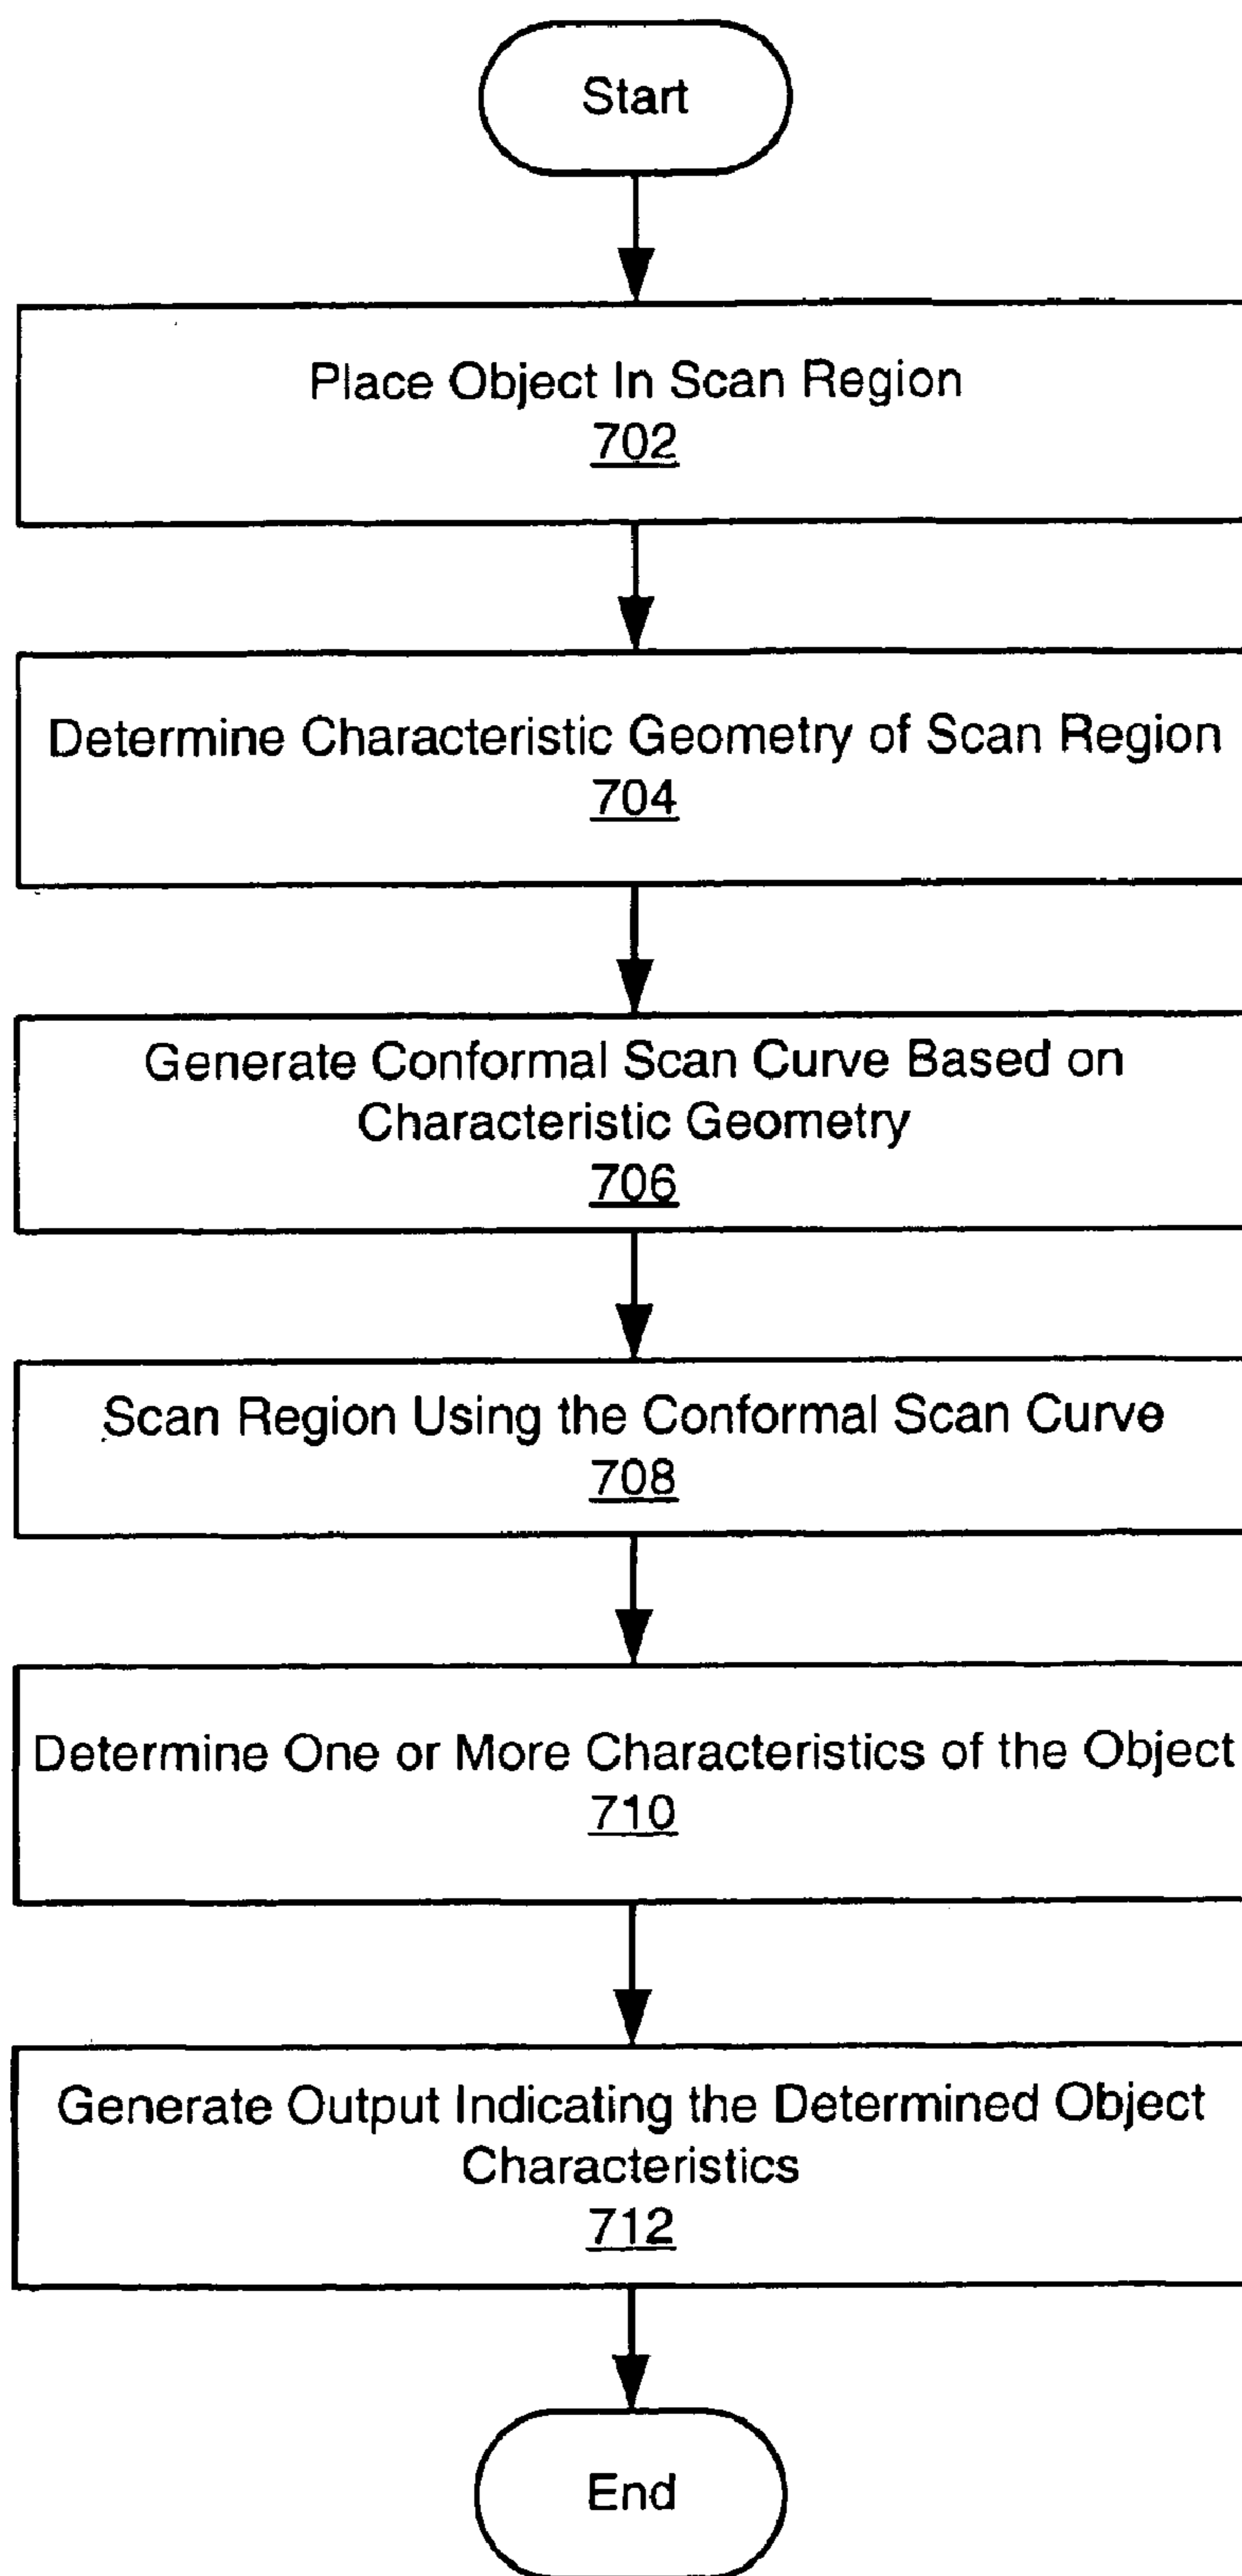 Start
Place Object In Scan Region
702
Determine Characteristic Geometry of Scan Region
704
Generate Conformal Scan Curve Based on
Characteristic Geometry
706
Scan Region Using the Conformal Scan Curve
708
Determine One or More Characteristics of the Object
710
Generate Output Indicating the Determined Object
Characteristics
712
End